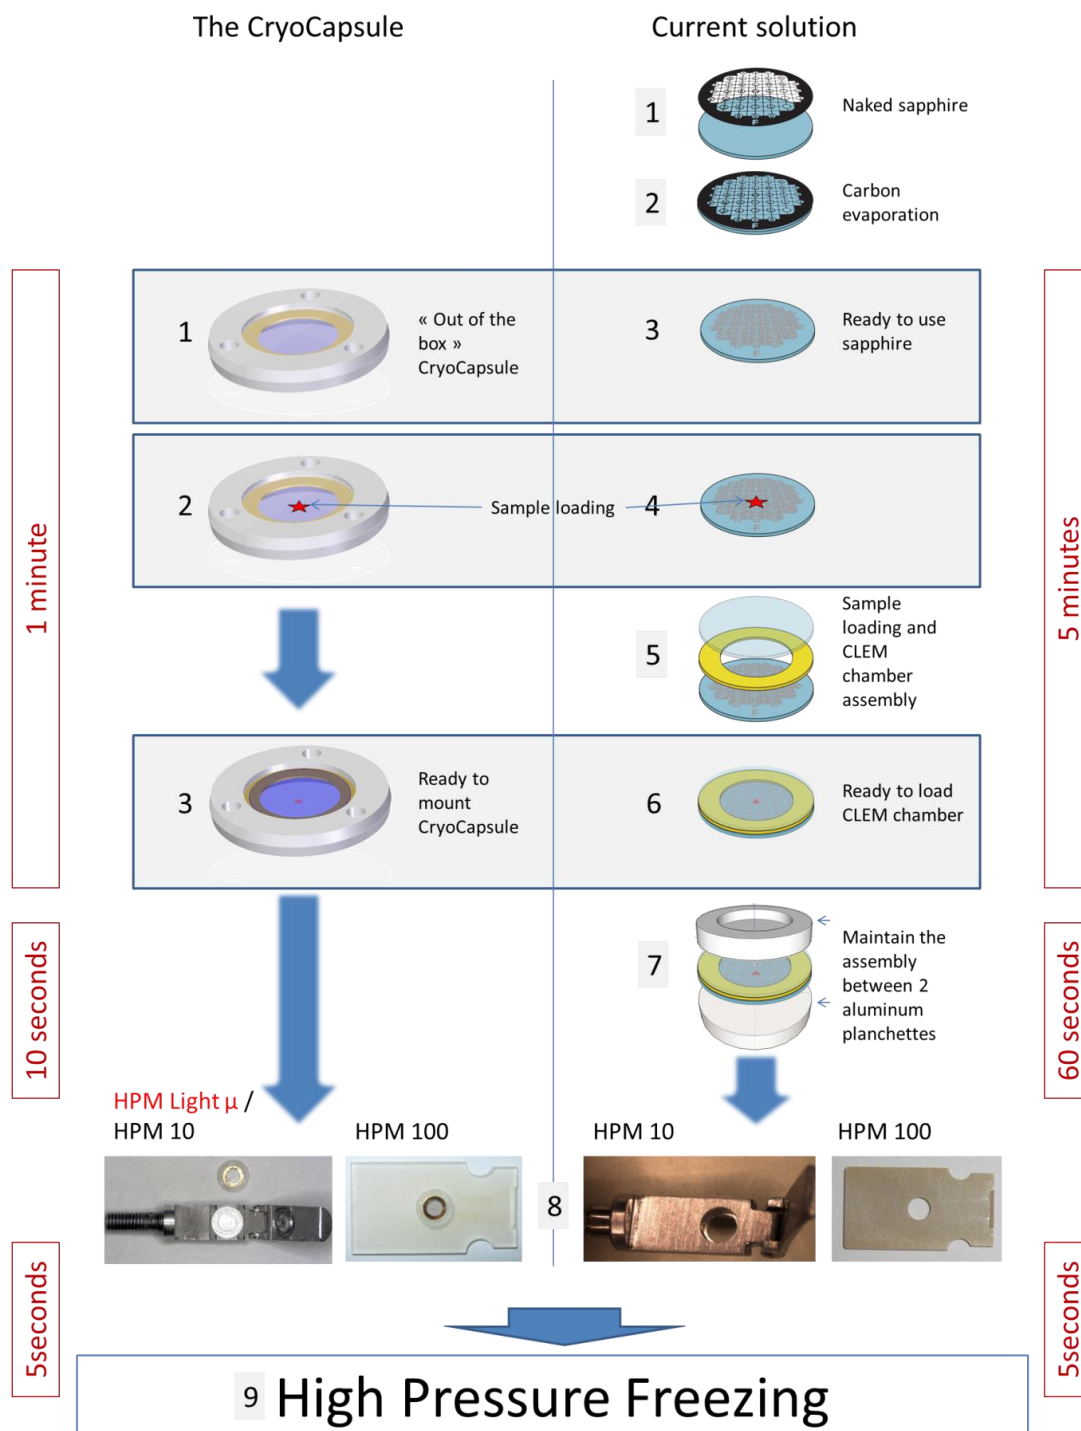 The CryoCapsule
Current solution
1
Naked sapphire
2
Carbon
evaporation
1 minute
5 minutes
1
« Out of the
box »
CryoCapsule
3
Ready to use
sapphire
2
Sample loading
4
5
Sample
loading and
CLEM
chamber
assembly
3
Ready to
mount
CryoCapsule
6
Ready to load
CLEM chamber
10 seconds
60 seconds
7
Maintain the
assembly
between 2
aluminum
planchettes
HPM Light μ /
HPM 10
HPM 100
HPM 10
HPM 100
8
5seconds
5seconds
9 High Pressure Freezing